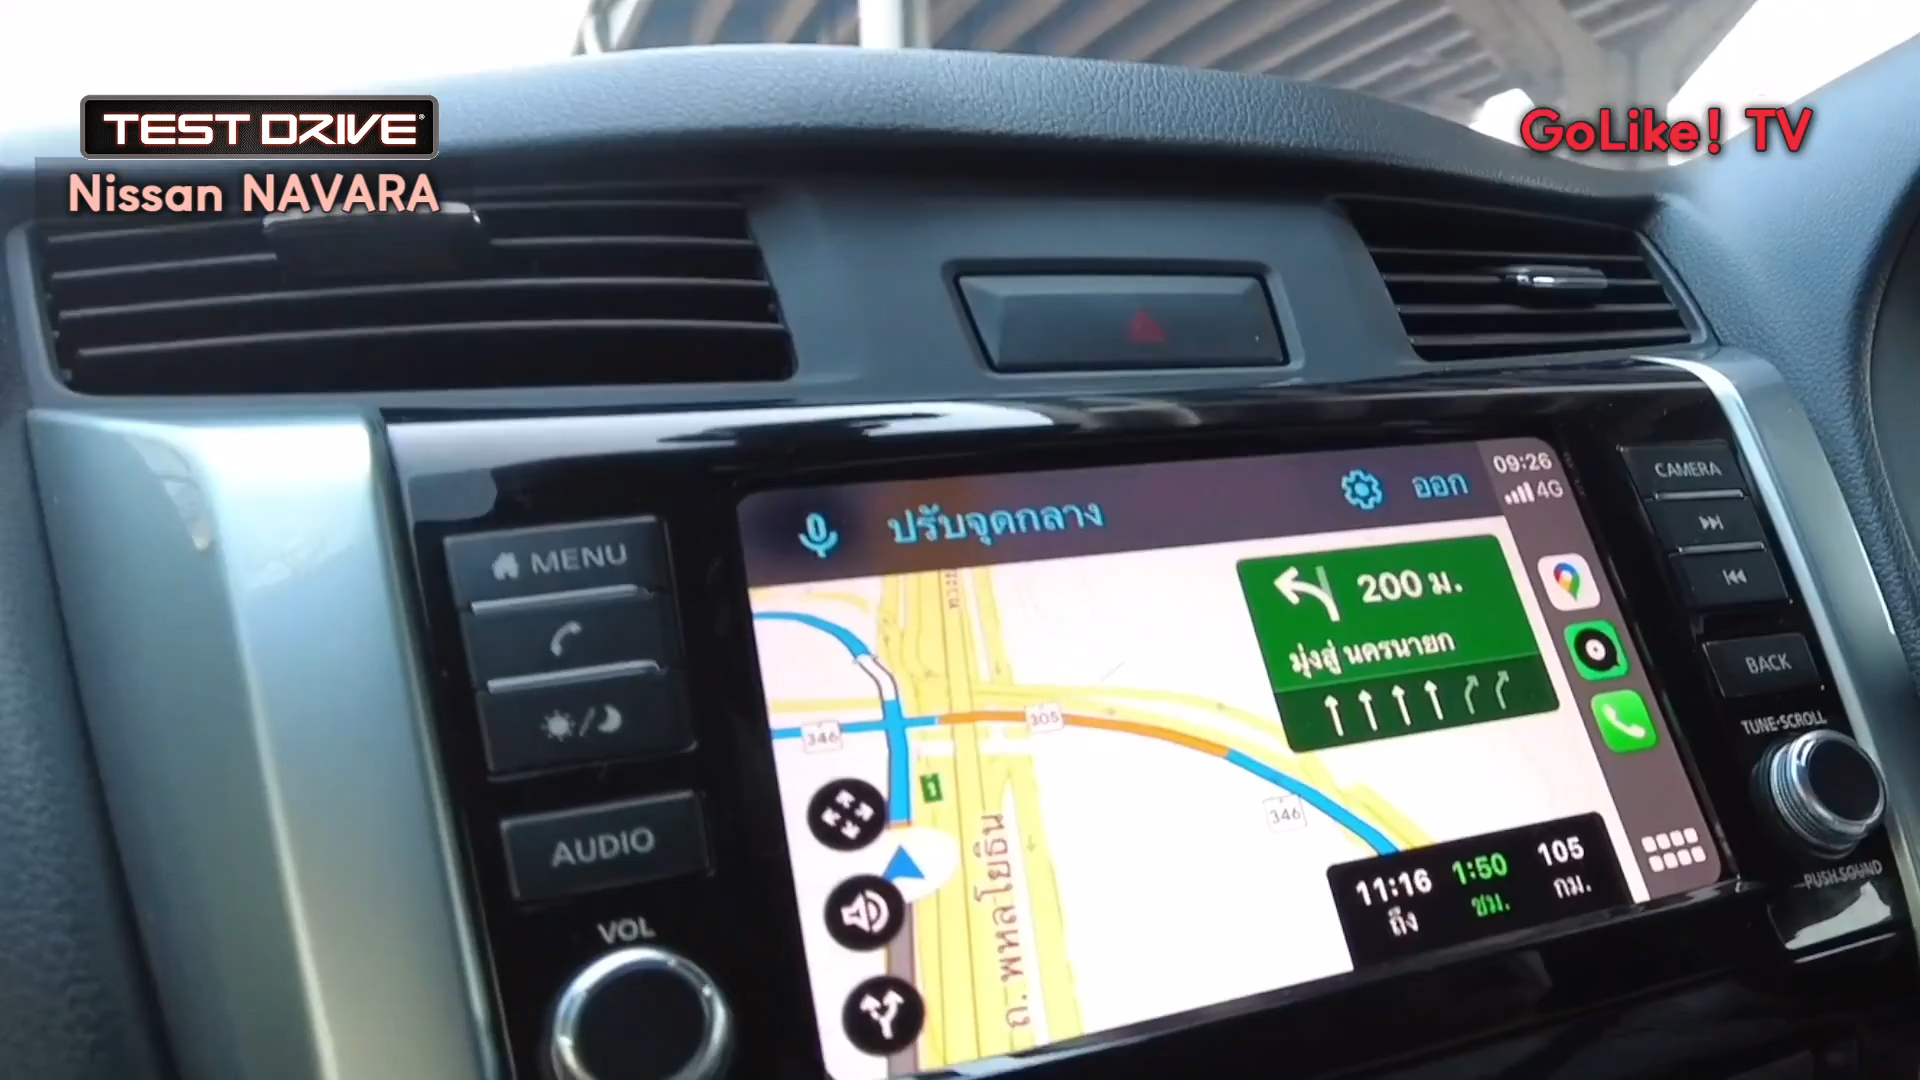 TEST DRIVE
Nissan NAVARA
GoLike! TV
MENU
AUDIO
VOL
ปรับจุดกลาง
ออก
09:26
4G
200 ม.
มุ่งสู่ นครนายก
346
305
346
1
ถ. พหลโยธิน
11:16
ถึง
1:50
ชม.
105
กม.
CAMERA
BACK
TUNE·SCROLL
PUSH SOUND